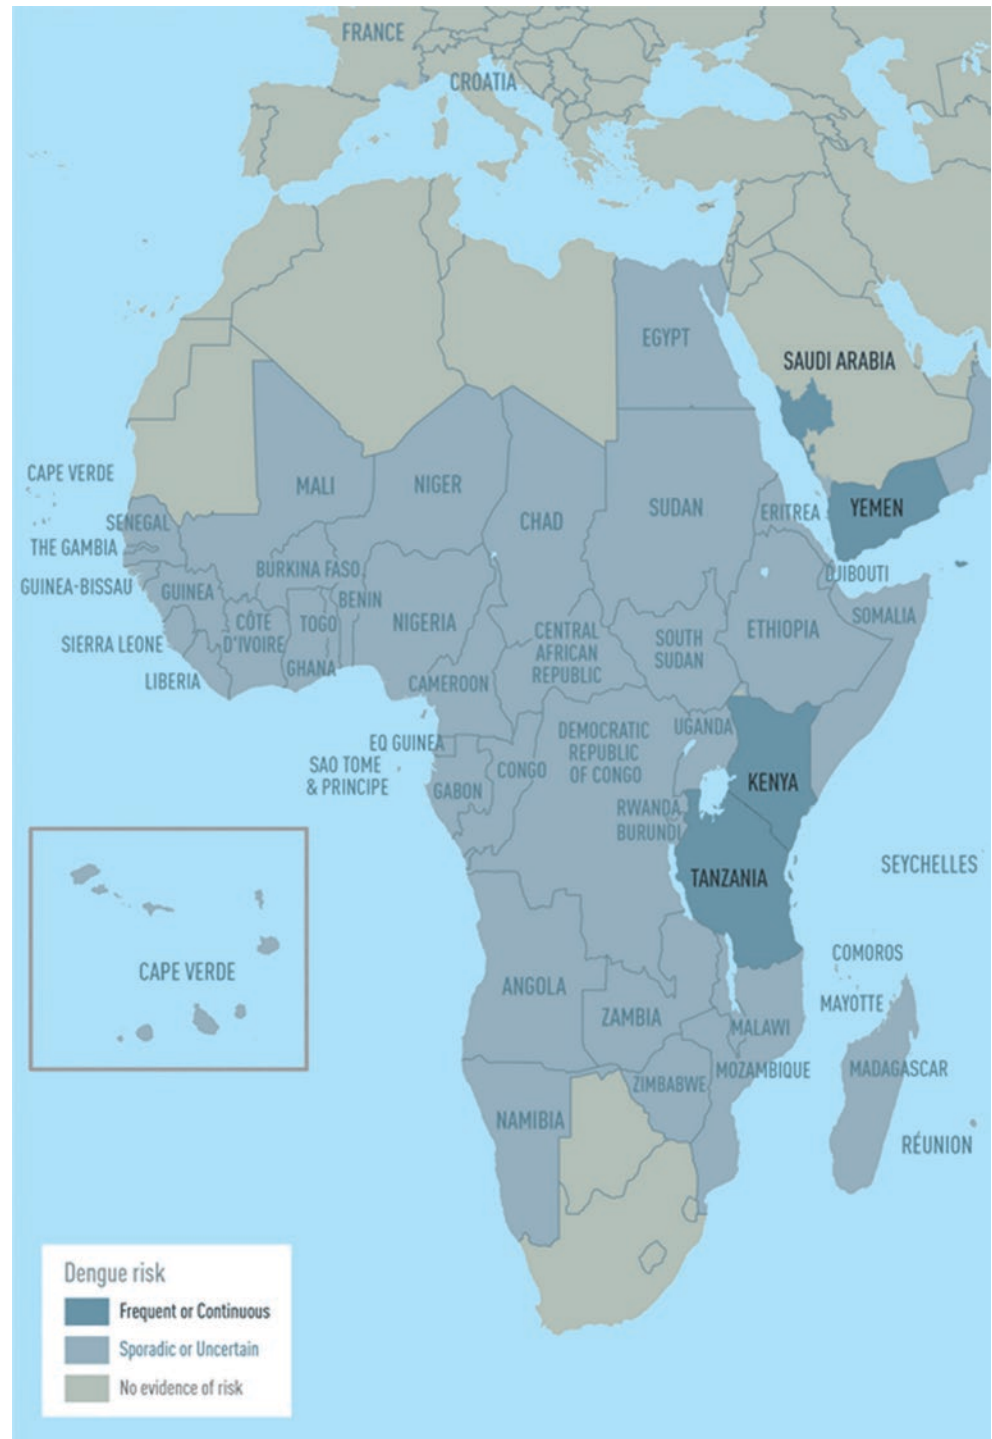 FRANCE
CROATIA
EGYPT
SAUDI ARABIA
CAPE VERDE
MALI
NIGER
CHAD
SUDAN
ERITREA
YEMEN
SENEGAL
THE GAMBIA
GUINEA-BISSAU
GUINEA
BURKINA FASO
BENIN
DJIBOUTI
SIERRA LEONE
CÔTE
D'IVOIRE
TOGO
NIGERIA
CENTRAL
AFRICAN
REPUBLIC
SOUTH
SUDAN
ETHIOPIA
SOMALIA
LIBERIA
GHANA
CAMEROON
EQ GUINEA
SAO TOME
& PRINCIPE
GABON
CONGO
DEMOCRATIC
REPUBLIC
OF CONGO
UGANDA
KENYA
RWANDA
BURUNDI
TANZANIA
SEYCHELLES
CAPE VERDE
ANGOLA
ZAMBIA
COMOROS
MAYOTTE
MALAWI
MOZAMBIQUE
MADAGASCAR
ZIMBABWE
NAMIBIA
RÉUNION
Dengue risk
Frequent or Continuous
Sporadic or Uncertain
No evidence of risk